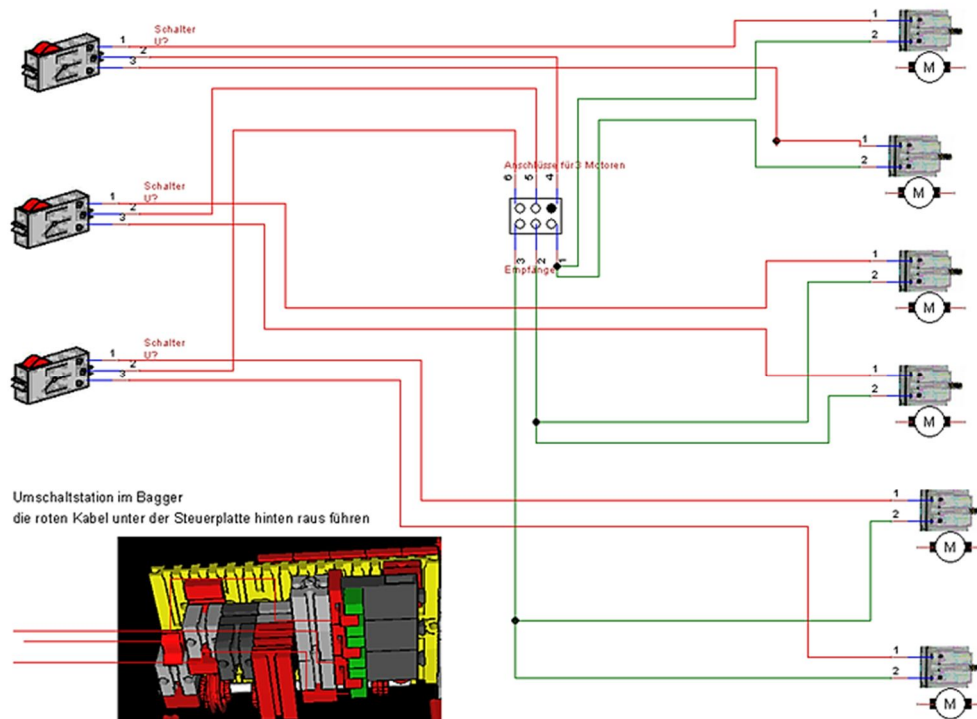 Schalter
U?
1
2
3
1
2
M
1
2
M
Anschlüsse für 3 Motoren
6
5
4
3
2
1
Empfänge
Schalter
U?
1
2
3
1
2
M
1
2
M
Schalter
U?
1
2
3
Umschaltstation im Bagger
die roten Kabel unter der Steuerplatte hinten raus führen
1
2
M
1
2
M